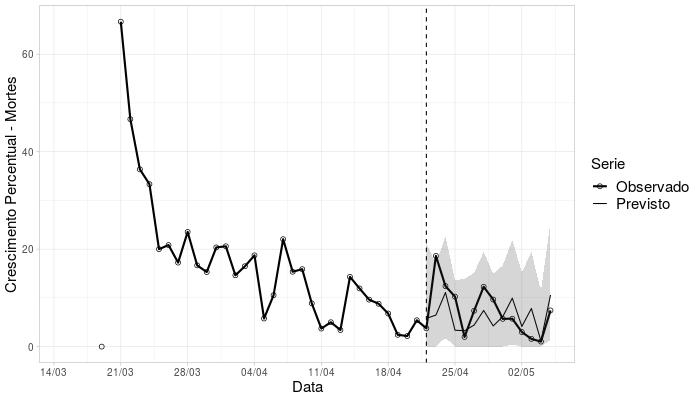 Crescimento Percentual - Mortes
60
40
20
0
14/03 21/03 28/03 04/04 11/04 18/04 25/04 02/05
Data
Serie
Observado
Previsto